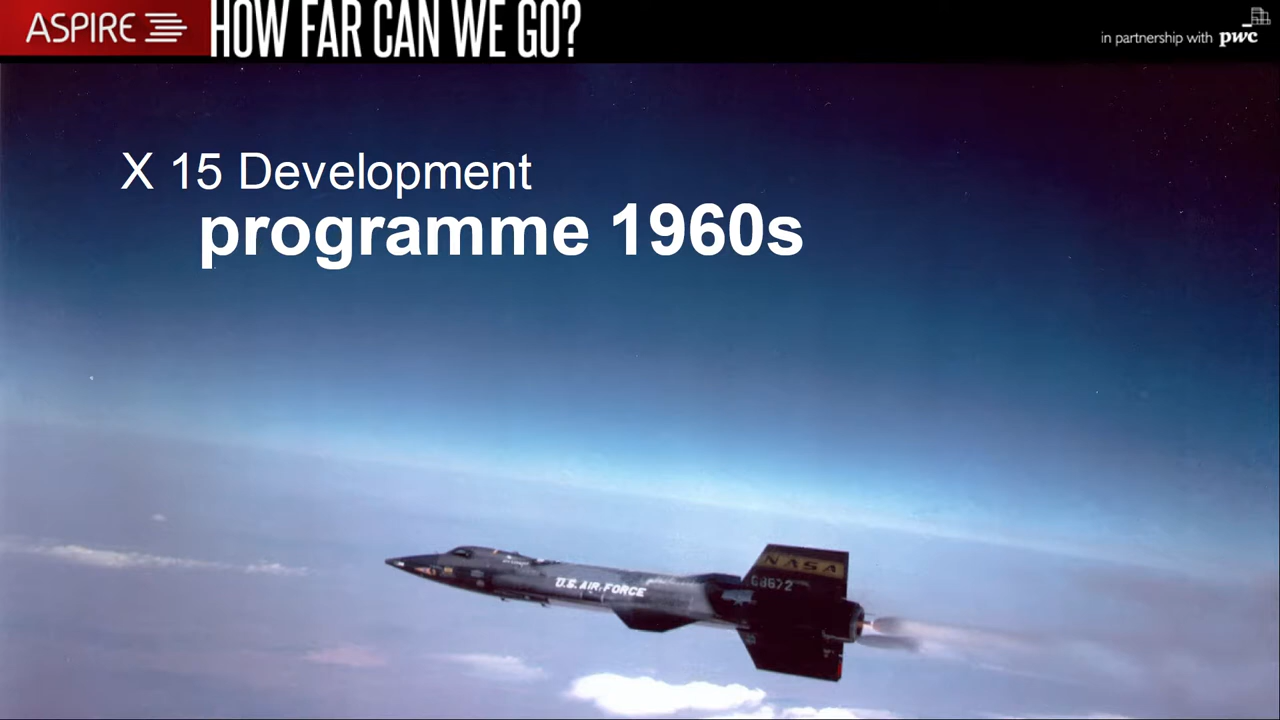 ASPIRE
HOW FAR CAN WE GO?
in partnership with pwc
X 15 Development
programme 1960s
NASA
66672
U.S. AIR FORCE